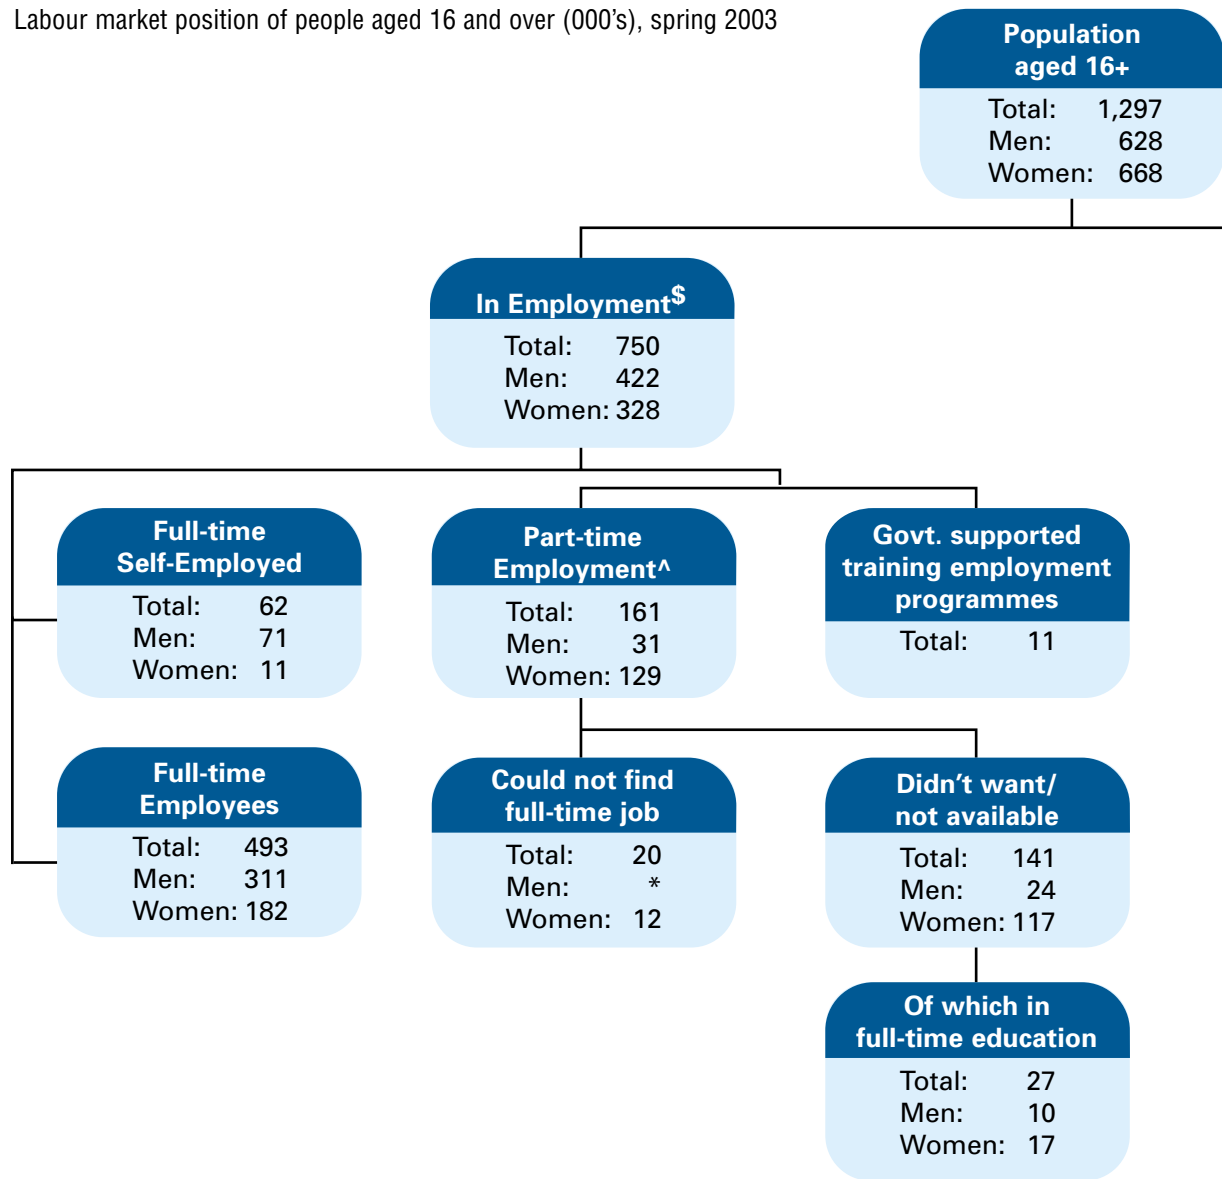 Labour market position of people aged 16 and over (000's), spring 2003
Population
aged 16+
Total: 1,297
Men: 628
Women: 668
In Employment$
Total: 750
Men: 422
Women: 328
Full-time
Self-Employed
Total: 62
Men: 71
Women: 11
Part-time
Employment^
Total: 161
Men: 31
Women: 129
Govt. supported
training employment
programmes
Total: 11
Full-time
Employees
Total: 493
Men: 311
Women: 182
Could not find
full-time job
Total: 20
Men: *
Women: 12
Didn't want/
not available
Total: 141
Men: 24
Women: 117
Of which in
full-time education
Total: 27
Men: 10
Women: 17